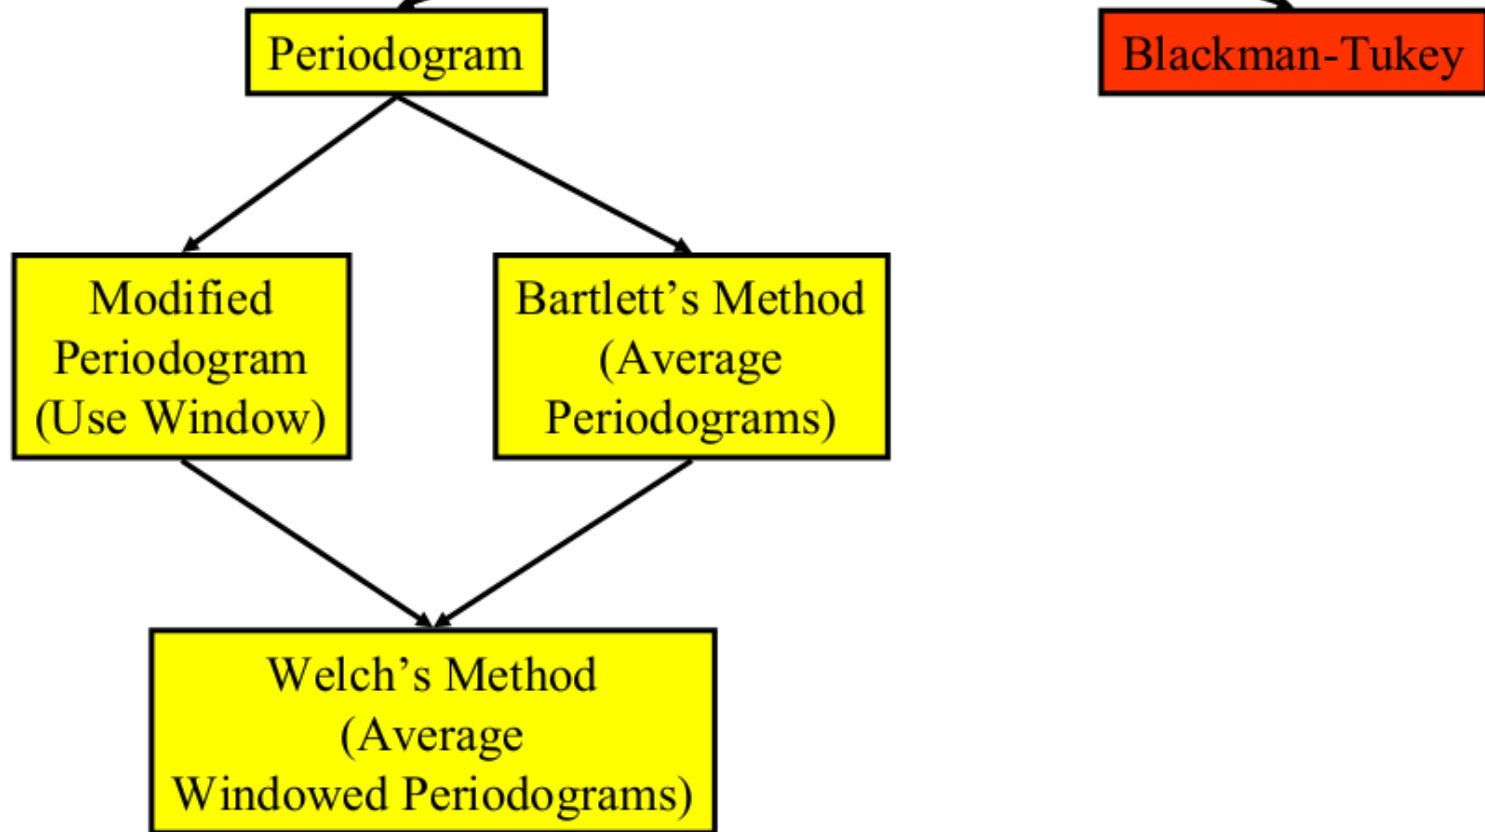 Periodogram
Blackman-Tukey
Modified
Periodogram
(Use Window)
Bartlett’s Method
(Average
Periodograms)
Welch’s Method
(Average
Windowed Periodograms)